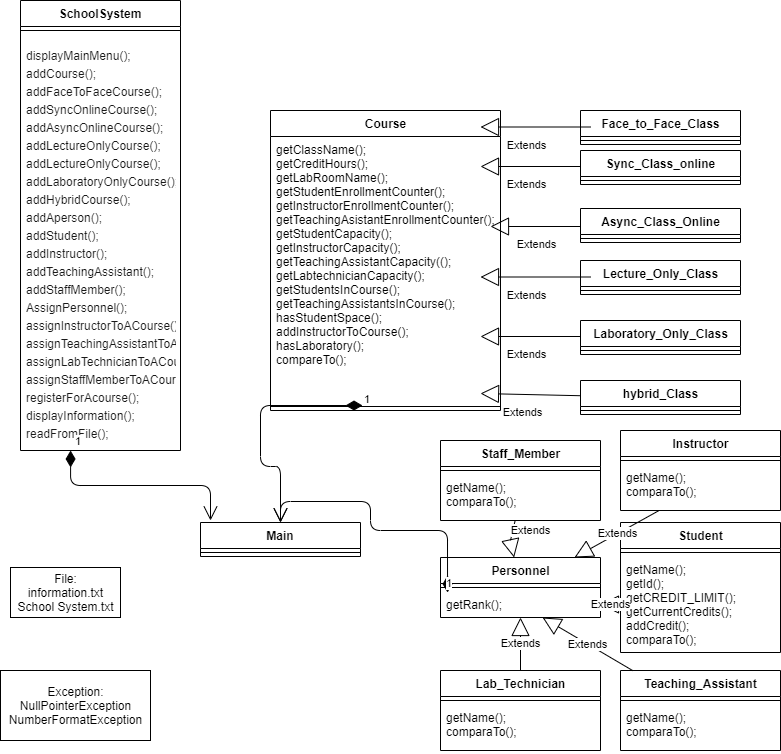 SchoolSystem
displayMainMenu();
addCourse();
addFaceToFaceCourse();
addSyncOnlineCourse();
addAsyncOnlineCourse();
addLectureOnlyCourse();
addLectureOnlyCourse();
addLaboratoryOnlyCourse()
addHybridCourse();
addAperson();
addStudent();
addInstructor();
addTeachingAssistant();
addStaffMember();
AssignPersonnel();
assignInstructorToACourse()
assignTeachingAssistantToA
assignLabTechnicianToACou
assignStaffMemberToACour
registerForAcourse();
displayInformation();
readFromFile();
1
Course
getClassName();
getCreditHours();
getLabRoomName();
getStudentEnrollmentCounter();
getInstructorEnrollmentCounter();
getTeachingAsistantEnrollmentCounter();
getStudentCapacity();
getInstructorCapacity();
getTeachingAssistantCapacity(();
getLabtechnicianCapacity();
getStudentsInCourse();
getTeachingAssistantsInCourse();
hasStudentSpace();
addInstructorToCourse();
hasLaboratory();
compareTo();
1
Face_to_Face_Class
Extends
Sync_Class_online
Extends
Async_Class_Online
Extends
Lecture_Only_Class
Extends
Laboratory_Only_Class
Extends
hybrid_Class
Extends
Main
Staff_Member
getName();
comparaTo();
Extends
Instructor
getName();
comparaTo();
Extends
Personnel
getRank();
1
Student
getName();
getId();
getCREDIT_LIMIT();
getCurrentCredits();
addCredit();
comparaTo();
Extends
Extends
Extends
Lab_Technician
getName();
comparaTo();
Teaching_Assistant
getName();
comparaTo();
File:
information.txt
School System.txt
Exception:
NullPointerException
NumberFormatException